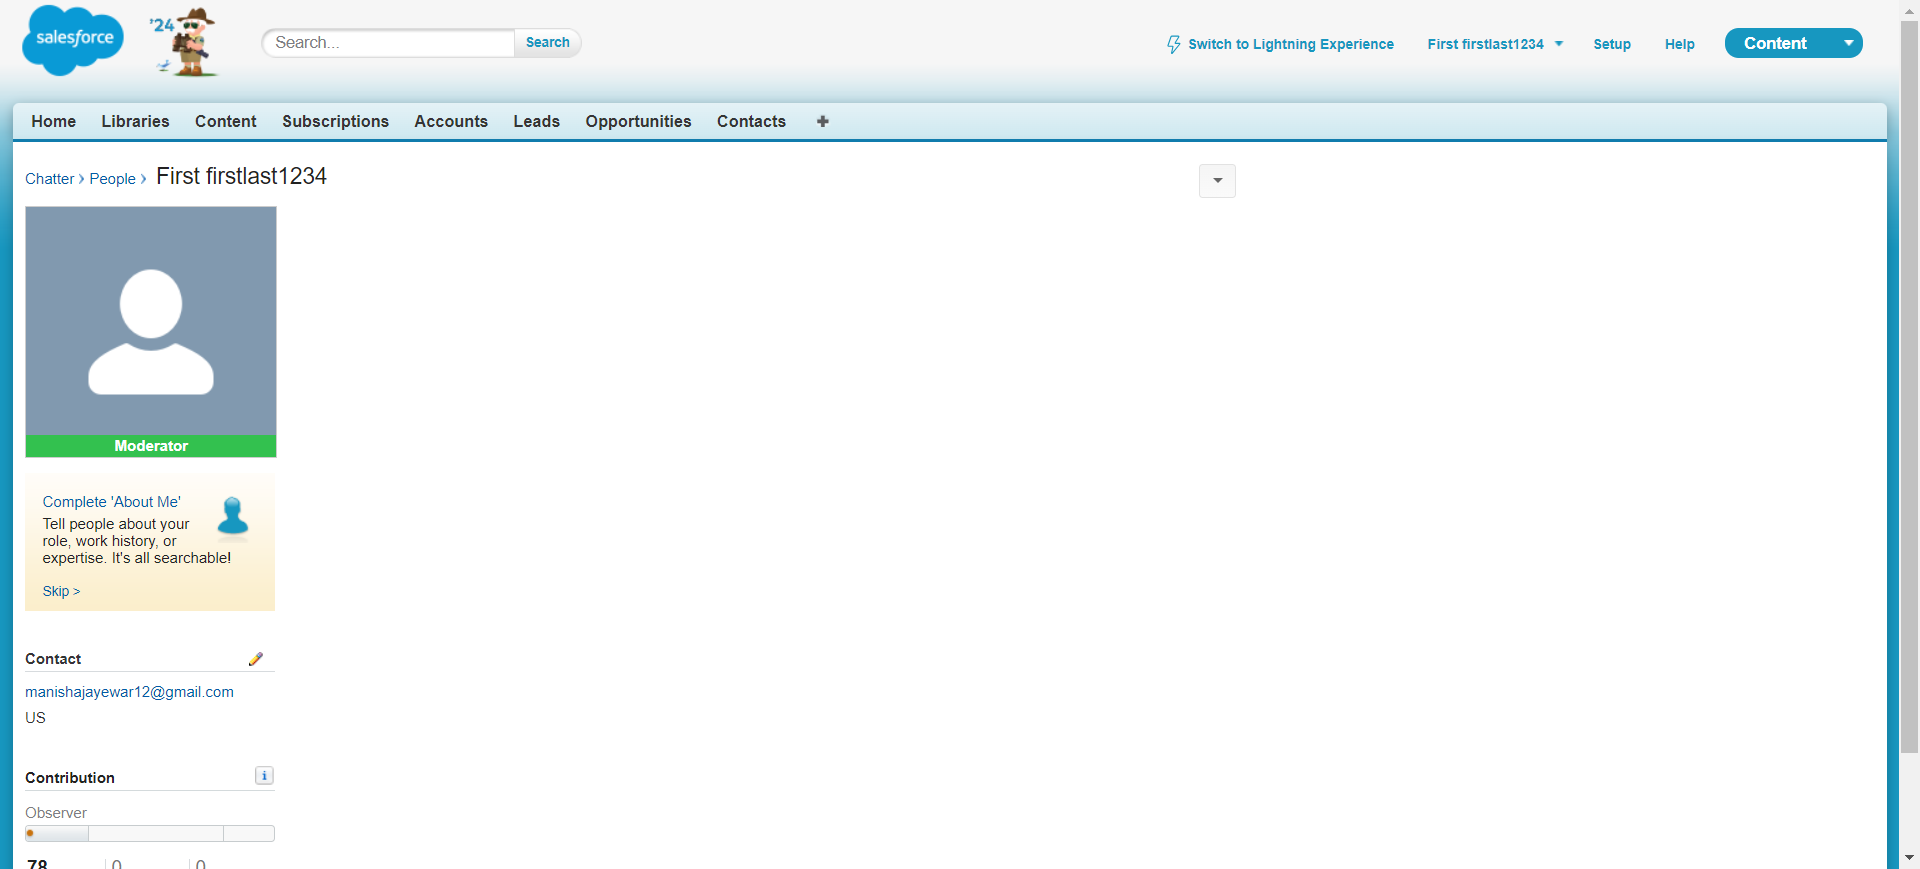 salesforce
'24
Search...
Search
Switch to Lightning Experience
First firstlast1234
Setup
Help
Content
Home
Libraries
Content
Subscriptions
Accounts
Leads
Opportunities
Contacts
Chatter › People › First firstlast1234
Moderator
Complete 'About Me'
Tell people about your
role, work history, or
expertise. It's all searchable!
Skip >
Contact
manishajayewar12@gmail.com
US
Contribution
Observer
78
0
0